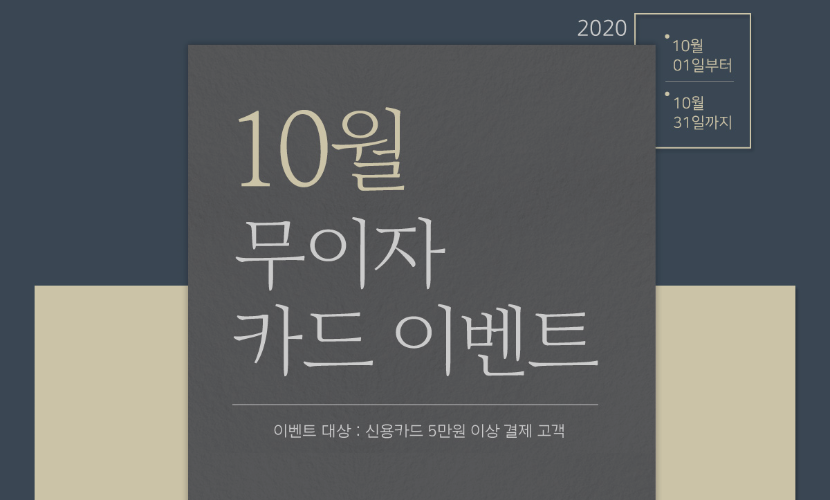 2020
10월
01일부터
10월
31일까지
10월
무이자
카드 이벤트
이벤트 대상 : 신용카드 5만원 이상 결제 고객